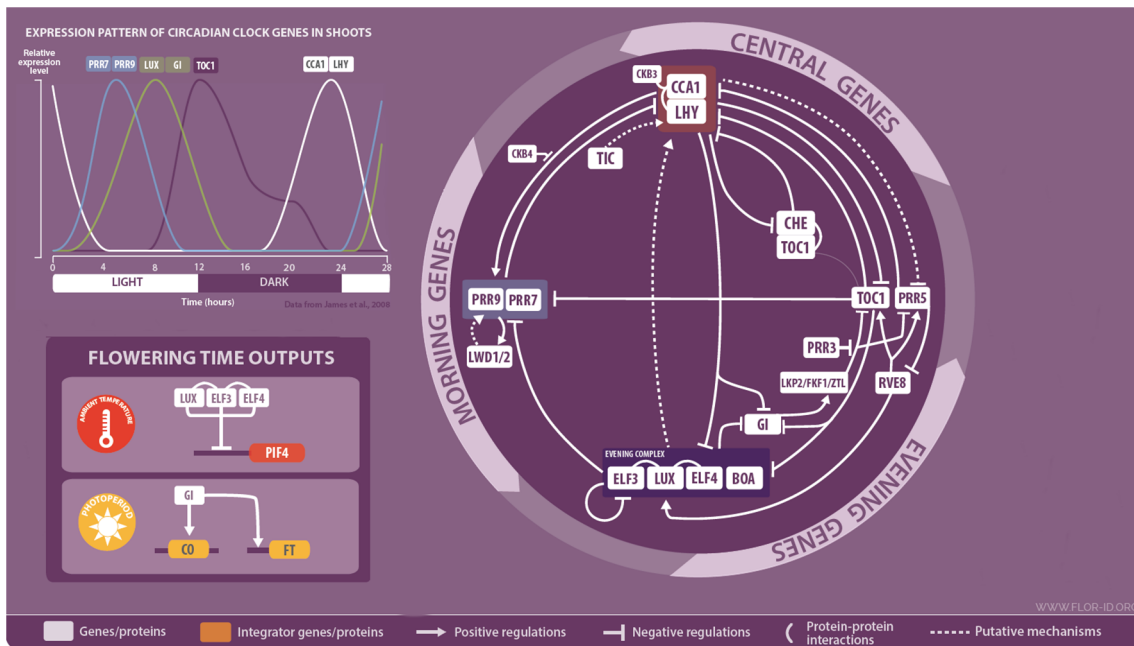 EXPRESSION PATTERN OF CIRCADIAN CLOCK GENES IN SHOOTS
Relative
expression
level
PRR7 PRR9 LUX GI TOC1 CCA1 LHY
0 4 8 12 16 20 24 28
LIGHT DARK
Time (hours)
Data from James et al., 2008
FLOWERING TIME OUTPUTS
AMBIENT TEMPERATURE
LUX ELF3 ELF4
PIF4
PHOTOPERIOD
GI
CO FT
CENTRAL GENES
MORNING GENES
EVENING GENES
CKB3
CCA1
LHY
CKB4
TIC
CHE
TOC1
PRR9 PRR7
TOC1 PRR5
LWD1/2
PRR3
LKP2/FKF1/ZTL
RVE8
GI
EVENING COMPLEX
ELF3 LUX ELF4 BOA
WWW.FLOR-ID.ORG
Genes/proteins
Integrator genes/proteins
Positive regulations
Negative regulations
Protein-protein
interactions
Putative mechanisms